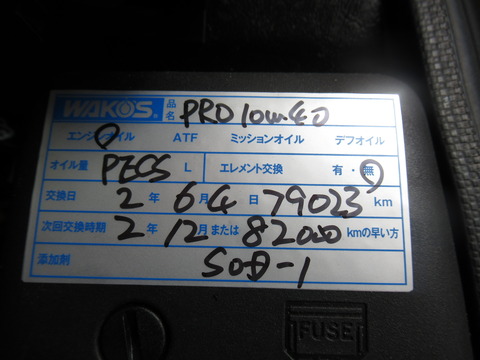 WAKO'S 品名 PRO 10w-40
エンジンオイル ATF ミッションオイル デフオイル
オイル量 PECS L エレメント交換 有・無
交換日 2年 6月 4日 79023 km
次回交換時期 2年 12月または 82000 kmの早い方
添加剤 S-O-D-1
FUSE